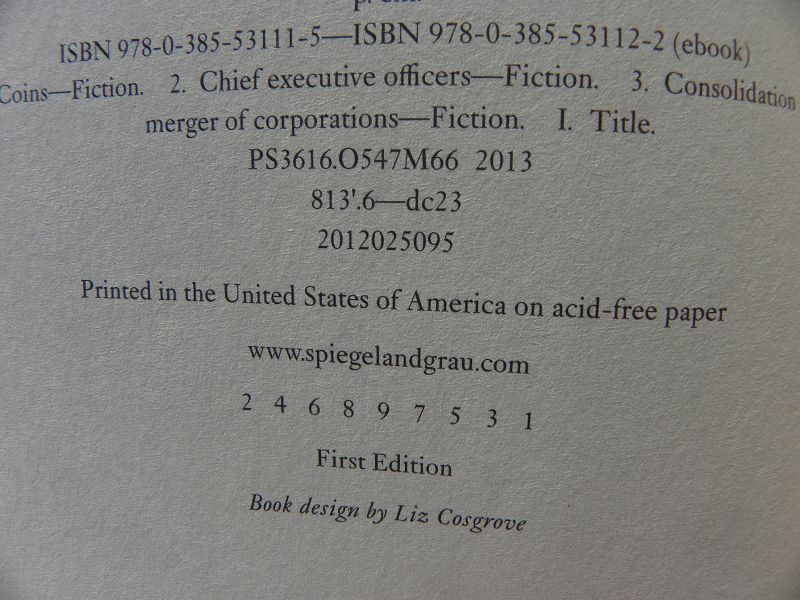 p. cm.
ISBN 978-0-385-53111-5—ISBN 978-0-385-53112-2 (ebook)
Coins—Fiction. 2. Chief executive officers—Fiction. 3. Consolidation
merger of corporations—Fiction. I. Title.
PS3616.O547M66 2013
813'.6—dc23
2012025095
Printed in the United States of America on acid-free paper
www.spiegelandgrau.com
2 4 6 8 9 7 5 3 1
First Edition
Book design by Liz Cosgrove